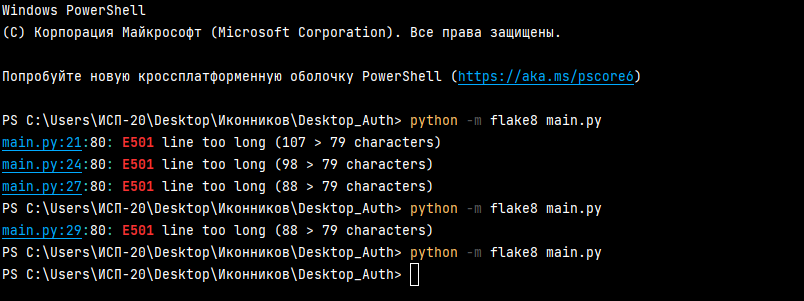 Windows PowerShell
(C) Корпорация Майкрософт (Microsoft Corporation). Все права защищены.
Попробуйте новую кроссплатформенную оболочку PowerShell (https://aka.ms/pscore6)
PS C:\Users\ИСП-20\Desktop\Иконников\Desktop_Auth> python -m flake8 main.py
main.py:21:80: E501 line too long (107 > 79 characters)
main.py:24:80: E501 line too long (98 > 79 characters)
main.py:27:80: E501 line too long (88 > 79 characters)
PS C:\Users\ИСП-20\Desktop\Иконников\Desktop_Auth> python -m flake8 main.py
main.py:29:80: E501 line too long (88 > 79 characters)
PS C:\Users\ИСП-20\Desktop\Иконников\Desktop_Auth> python -m flake8 main.py
PS C:\Users\ИСП-20\Desktop\Иконников\Desktop_Auth>